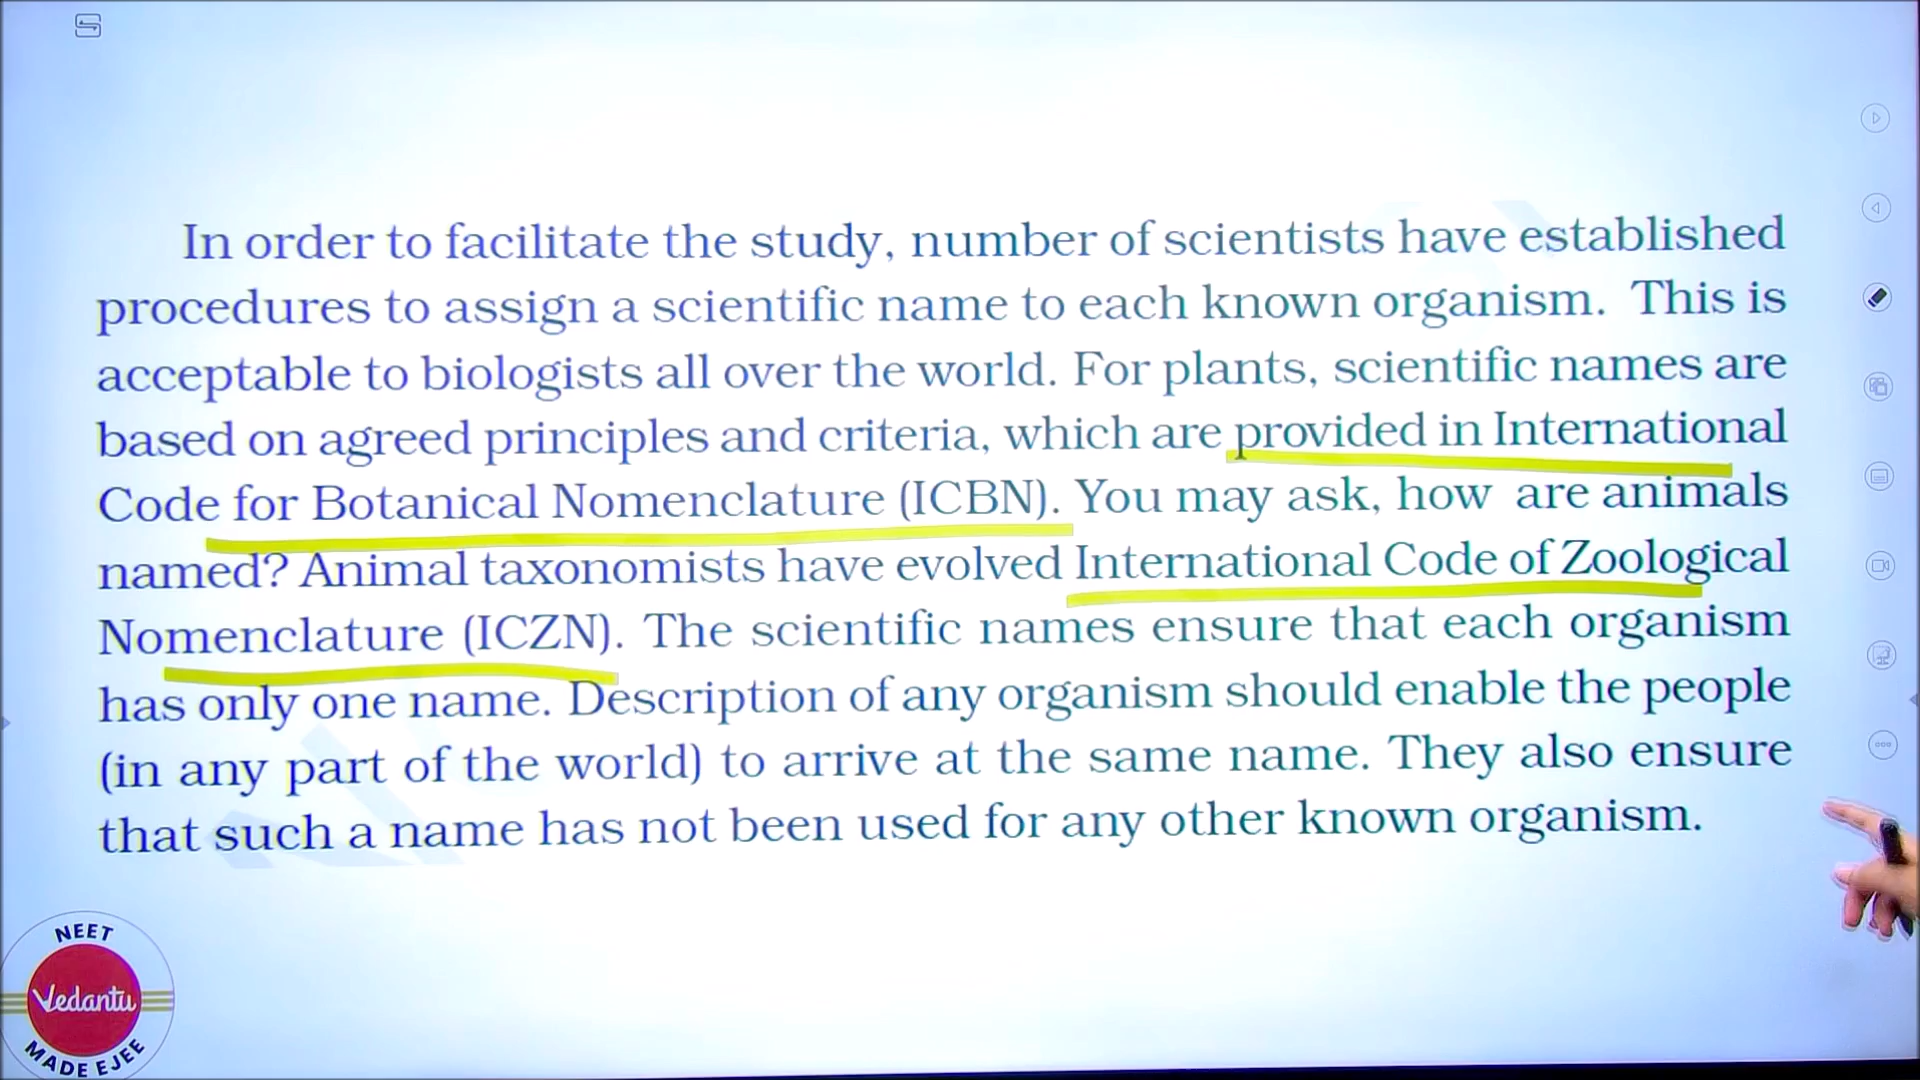 In order to facilitate the study, number of scientists have established
procedures to assign a scientific name to each known organism. This is
acceptable to biologists all over the world. For plants, scientific names are
based on agreed principles and criteria, which are provided in International
Code for Botanical Nomenclature (ICBN). You may ask, how are animals
named? Animal taxonomists have evolved International Code of Zoological
Nomenclature (ICZN). The scientific names ensure that each organism
has only one name. Description of any organism should enable the people
(in any part of the world) to arrive at the same name. They also ensure
that such a name has not been used for any other known organism.
NEET
Vedantu
MADE EJEE